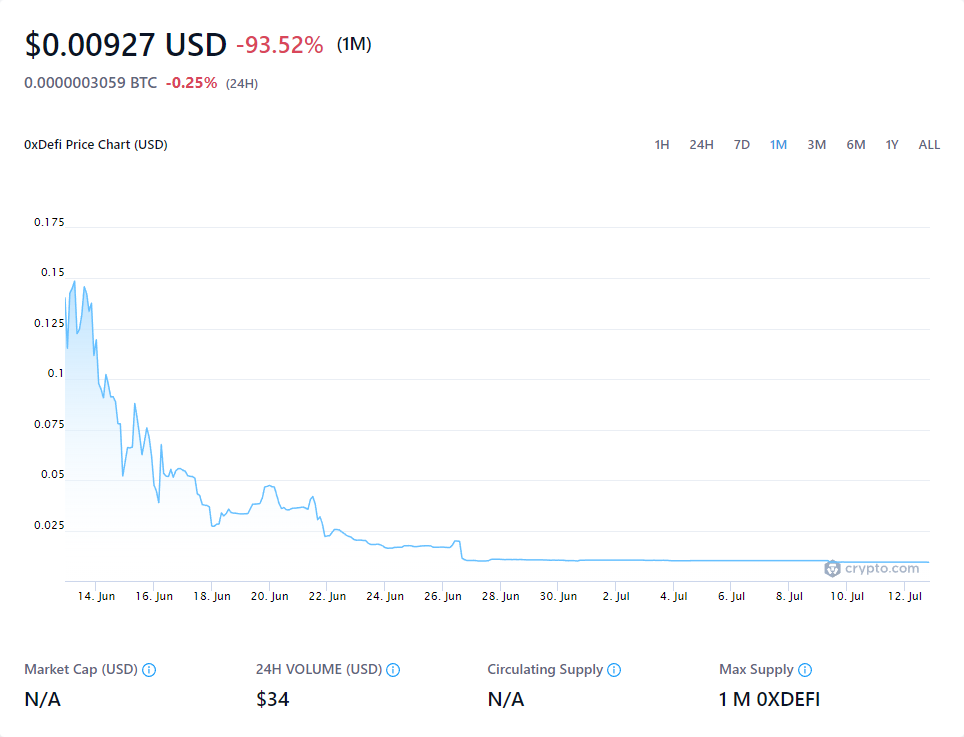 $0.00927 USD -93.52% (1M)
0.0000003059 BTC -0.25% (24H)
0xDefi Price Chart (USD) 1H 24H 7D 1M 3M 6M 1Y ALL
0.175
0.15
0.125
0.1
0.075
0.05
0.025
crypto.com
14. Jun 16. Jun 18. Jun 20. Jun 22. Jun 24. Jun 26. Jun 28. Jun 30. Jun 2. Jul 4. Jul 6. Jul 8. Jul 10. Jul 12. Jul
Market Cap (USD) 24H VOLUME (USD) Circulating Supply Max Supply
N/A $34 N/A 1 M 0XDEFI